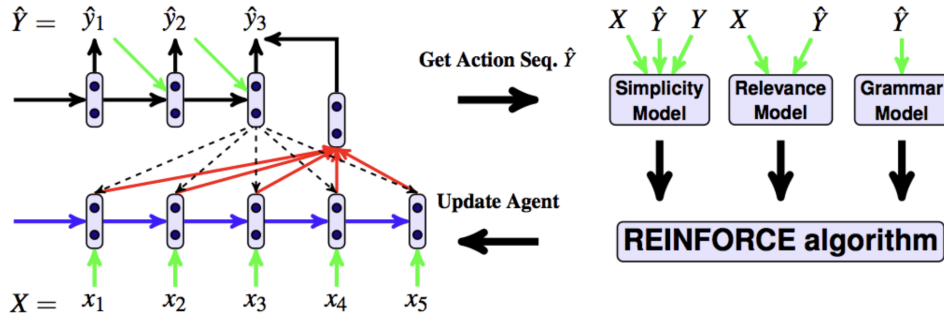 Ŷ = ŷ₁ ŷ₂ ŷ₃
Get Action Seq. Ŷ
X Ŷ Y X Ŷ Ŷ
Simplicity Model
Relevance Model
Grammar Model
Update Agent
REINFORCE algorithm
X = x₁ x₂ x₃ x₄ x₅